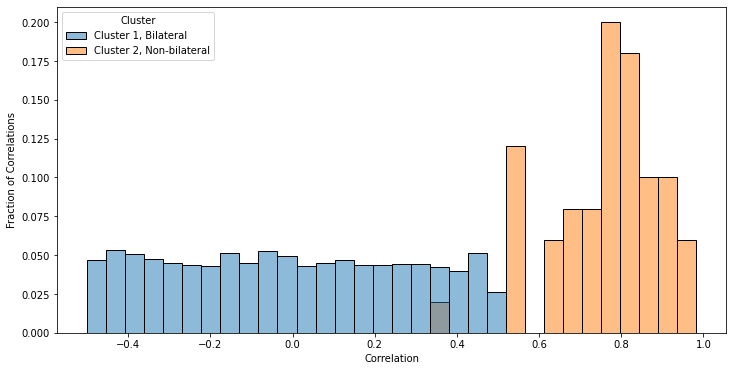 Cluster
Cluster 1, Bilateral
Cluster 2, Non-bilateral
Fraction of Correlations
0.200
0.175
0.150
0.125
0.100
0.075
0.050
0.025
0.000
−0.4 −0.2 0.0 0.2 0.4 0.6 0.8 1.0
Correlation